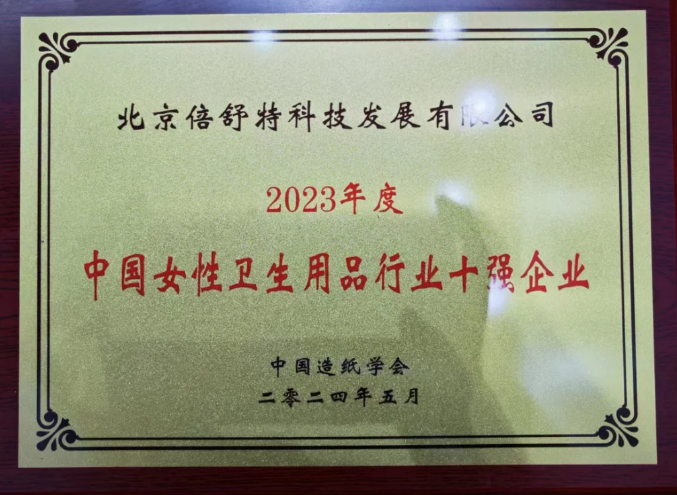 北京倍舒特科技发展有限公司
2023年度
中国女性卫生用品行业十强企业
中国造纸学会
二零二四年五月